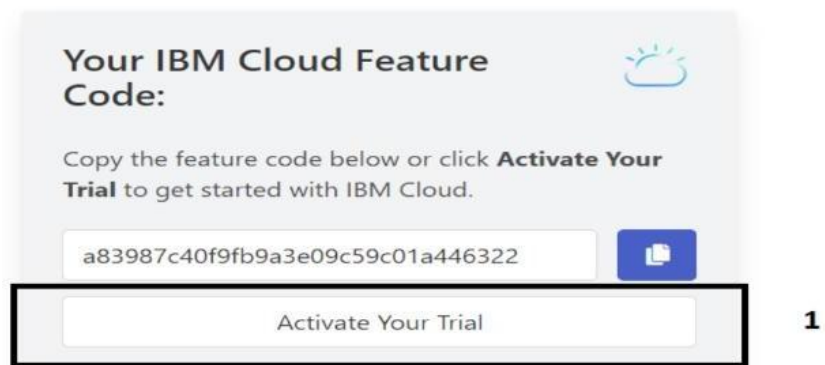 Your IBM Cloud Feature
Code:
Copy the feature code below or click Activate Your
Trial to get started with IBM Cloud.
a83987c40f9fb9a3e09c59c01a446322
Activate Your Trial
1